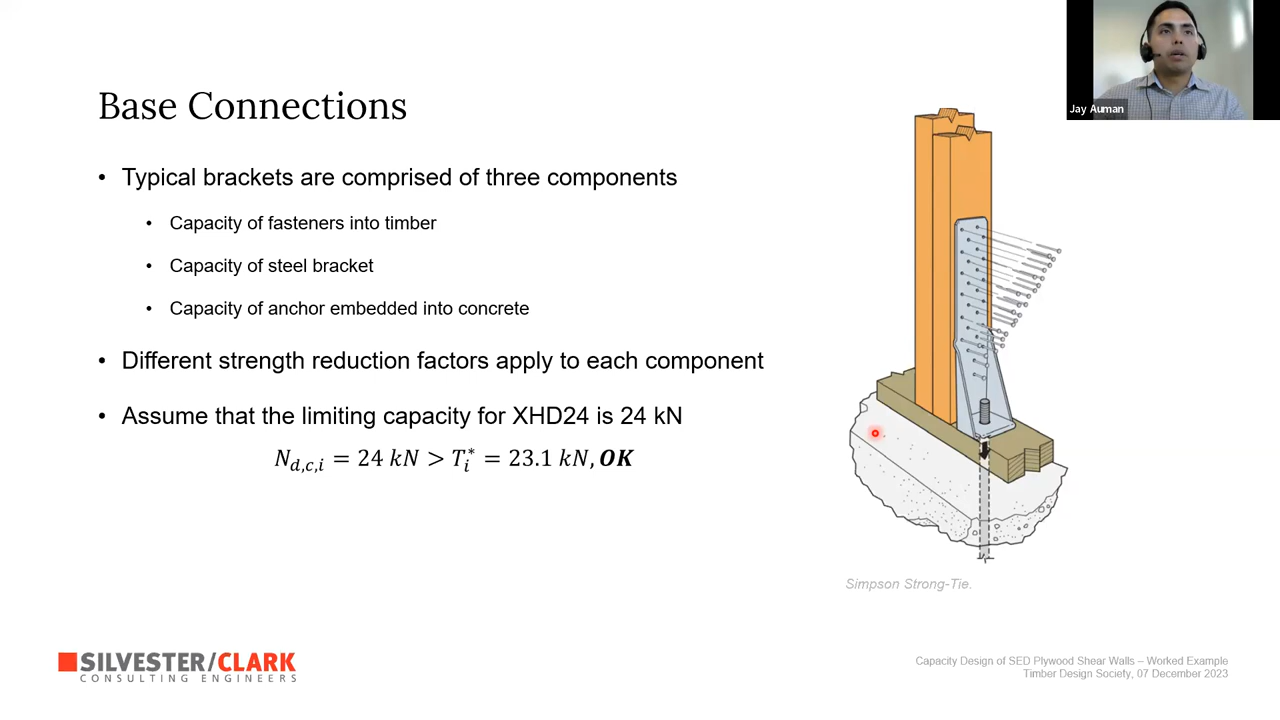 Jay Auman
Base Connections
• Typical brackets are comprised of three components
• Capacity of fasteners into timber
• Capacity of steel bracket
• Capacity of anchor embedded into concrete
• Different strength reduction factors apply to each component
• Assume that the limiting capacity for XHD24 is 24 kN
N_{d,c,i} = 24 kN > T_i^* = 23.1 kN, OK
Simpson Strong-Tie.
SILVESTER/CLARK
CONSULTING ENGINEERS
Capacity Design of SED Plywood Shear Walls – Worked Example
Timber Design Society, 07 December 2023